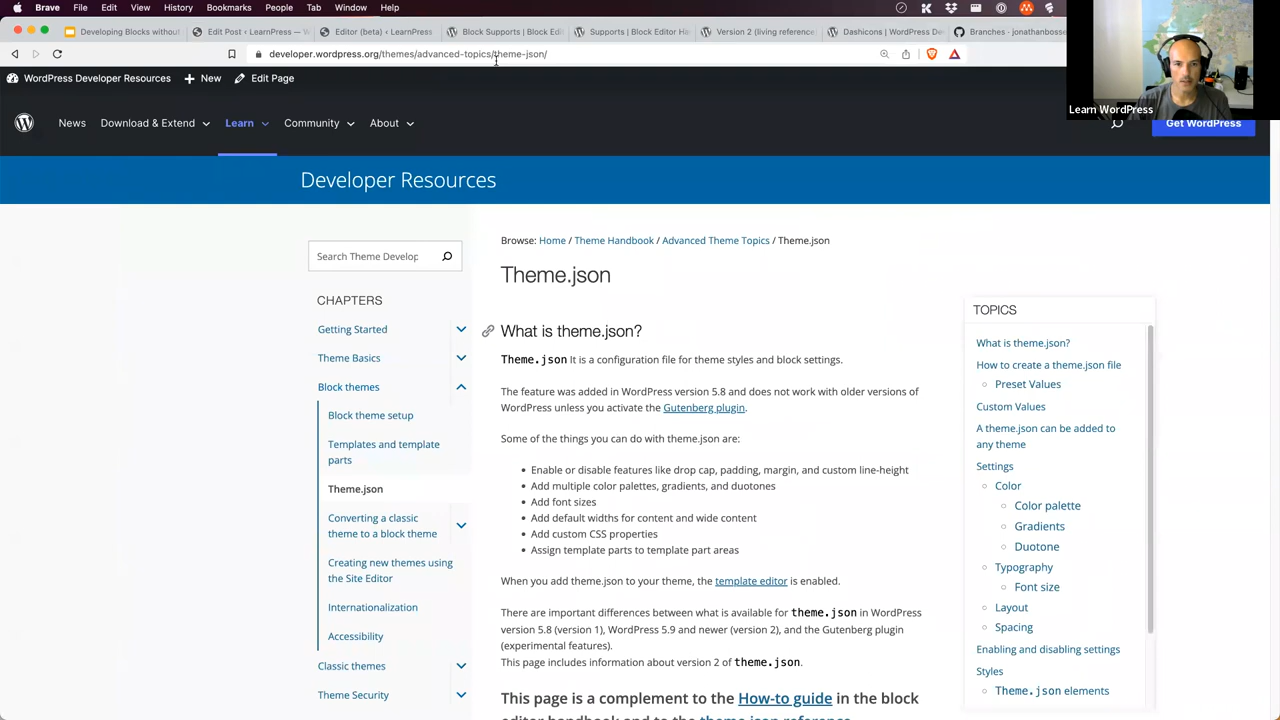 Brave File Edit View History Bookmarks People Tab Window Help
Developing Blocks without
Edit Post ‹ LearnPress — W
Editor (beta) ‹ LearnPress
WordPress Block Supports | Block Edi
Supports | Block Editor Ha
Version 2 (living reference
Dashicons | WordPress De
Branches · jonathanbosse
developer.wordpress.org/themes/advanced-topics/theme-json/
WordPress Developer Resources
New
Edit Page
Learn WordPress
News
Download & Extend
Learn
Community
About
Get WordPress
Developer Resources
Search Theme Develop
Browse: Home / Theme Handbook / Advanced Theme Topics / Theme.json
Theme.json
CHAPTERS
Getting Started
Theme Basics
Block themes
Block theme setup
Templates and template
parts
Theme.json
Converting a classic
theme to a block theme
Creating new themes using
the Site Editor
Internationalization
Accessibility
Classic themes
Theme Security
What is theme.json?
Theme.json It is a configuration file for theme styles and block settings.
The feature was added in WordPress version 5.8 and does not work with older versions of
WordPress unless you activate the Gutenberg plugin.
Some of the things you can do with theme.json are:
Enable or disable features like drop cap, padding, margin, and custom line-height
Add multiple color palettes, gradients, and duotones
Add font sizes
Add default widths for content and wide content
Add custom CSS properties
Assign template parts to template part areas
When you add theme.json to your theme, the template editor is enabled.
There are important differences between what is available for theme.json in WordPress
version 5.8 (version 1), WordPress 5.9 and newer (version 2), and the Gutenberg plugin
(experimental features).
This page includes information about version 2 of theme.json.
This page is a complement to the How-to guide in the block
editor handbook and to the theme.json reference
TOPICS
What is theme.json?
How to create a theme.json file
Preset Values
Custom Values
A theme.json can be added to
any theme
Settings
Color
Color palette
Gradients
Duotone
Typography
Font size
Layout
Spacing
Enabling and disabling settings
Styles
Theme.json elements